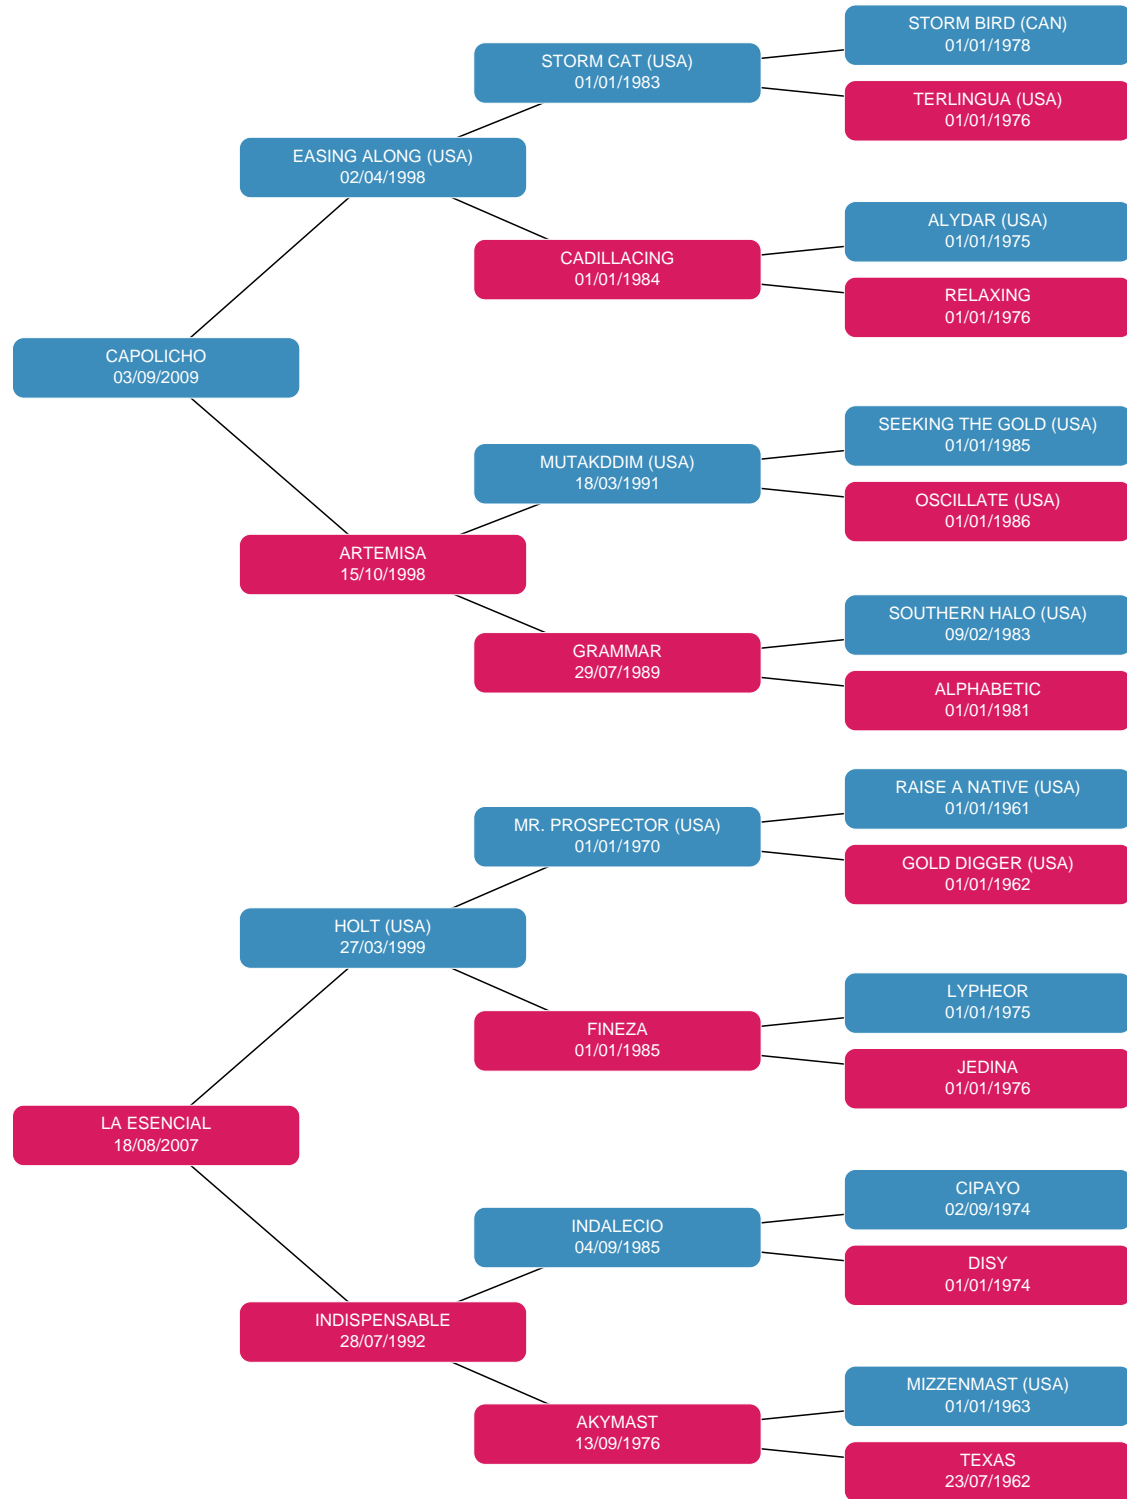 STORM BIRD (CAN)
01/01/1978
STORM CAT (USA)
01/01/1983
TERLINGUA (USA)
01/01/1976
EASING ALONG (USA)
02/04/1998
ALYDAR (USA)
01/01/1975
CADILLACING
01/01/1984
RELAXING
01/01/1976
CAPOLICHO
03/09/2009
SEEKING THE GOLD (USA)
01/01/1985
MUTAKDDIM (USA)
18/03/1991
OSCILLATE (USA)
01/01/1986
ARTEMISA
15/10/1998
SOUTHERN HALO (USA)
09/02/1983
GRAMMAR
29/07/1989
ALPHABETIC
01/01/1981
RAISE A NATIVE (USA)
01/01/1961
MR. PROSPECTOR (USA)
01/01/1970
GOLD DIGGER (USA)
01/01/1962
HOLT (USA)
27/03/1999
LYPHEOR
01/01/1975
FINEZA
01/01/1985
JEDINA
01/01/1976
LA ESENCIAL
18/08/2007
CIPAYO
02/09/1974
INDALECIO
04/09/1985
DISY
01/01/1974
INDISPENSABLE
28/07/1992
MIZZENMAST (USA)
01/01/1963
AKYMAST
13/09/1976
TEXAS
23/07/1962